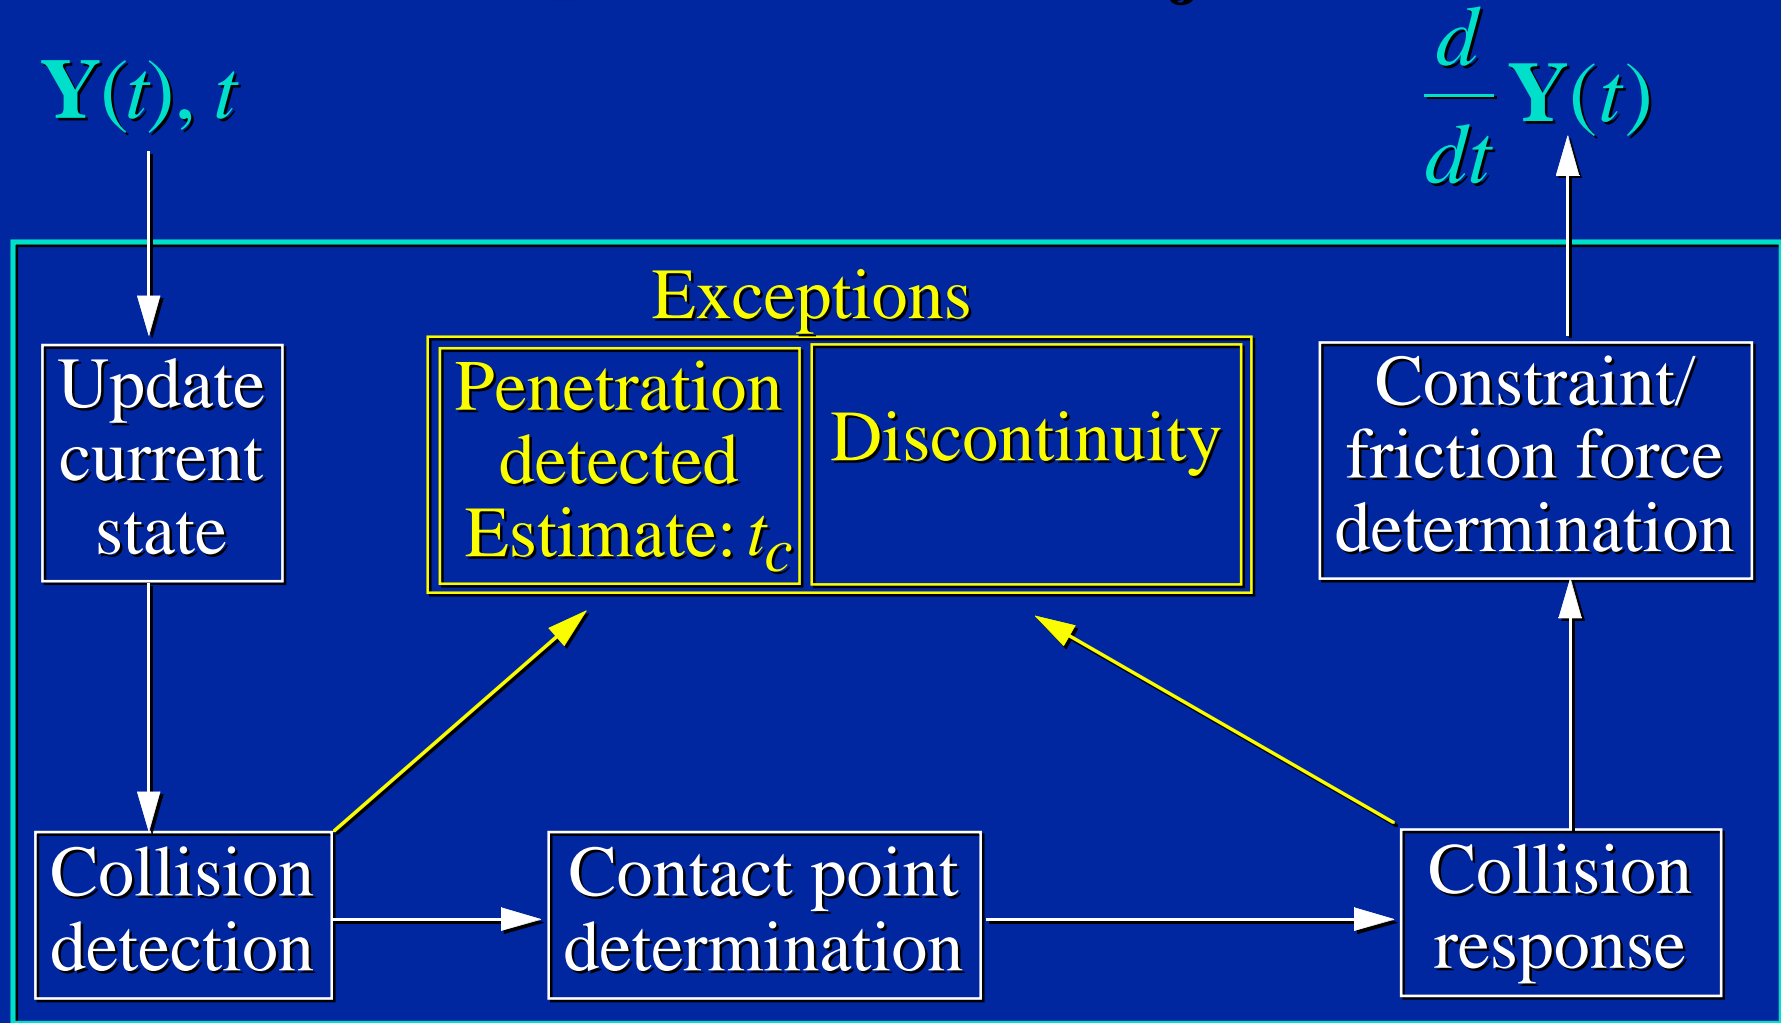 Y(t), t
d
dt
Y(t)
Exceptions
Update
current
state
Penetration
detected
Estimate: t_c
Discontinuity
Constraint/
friction force
determination
Collision
detection
Contact point
determination
Collision
response